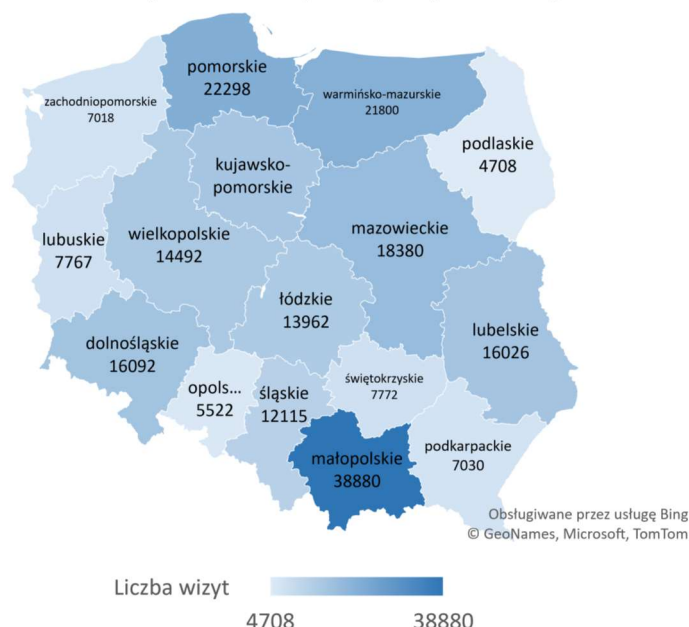 pomorskie
22298
warmińsko-mazurskie
21800
zachodniopomorskie
7018
podlaskie
4708
kujawsko-
pomorskie
lubuskie
7767
wielkopolskie
14492
mazowieckie
18380
łódzkie
13962
lubelskie
16026
dolnośląskie
16092
opols...
5522
śląskie
12115
świętokrzyskie
7772
małopolskie
38880
podkarpackie
7030
Obsługiwane przez usługę Bing
© GeoNames, Microsoft, TomTom
Liczba wizyt
4708
38880